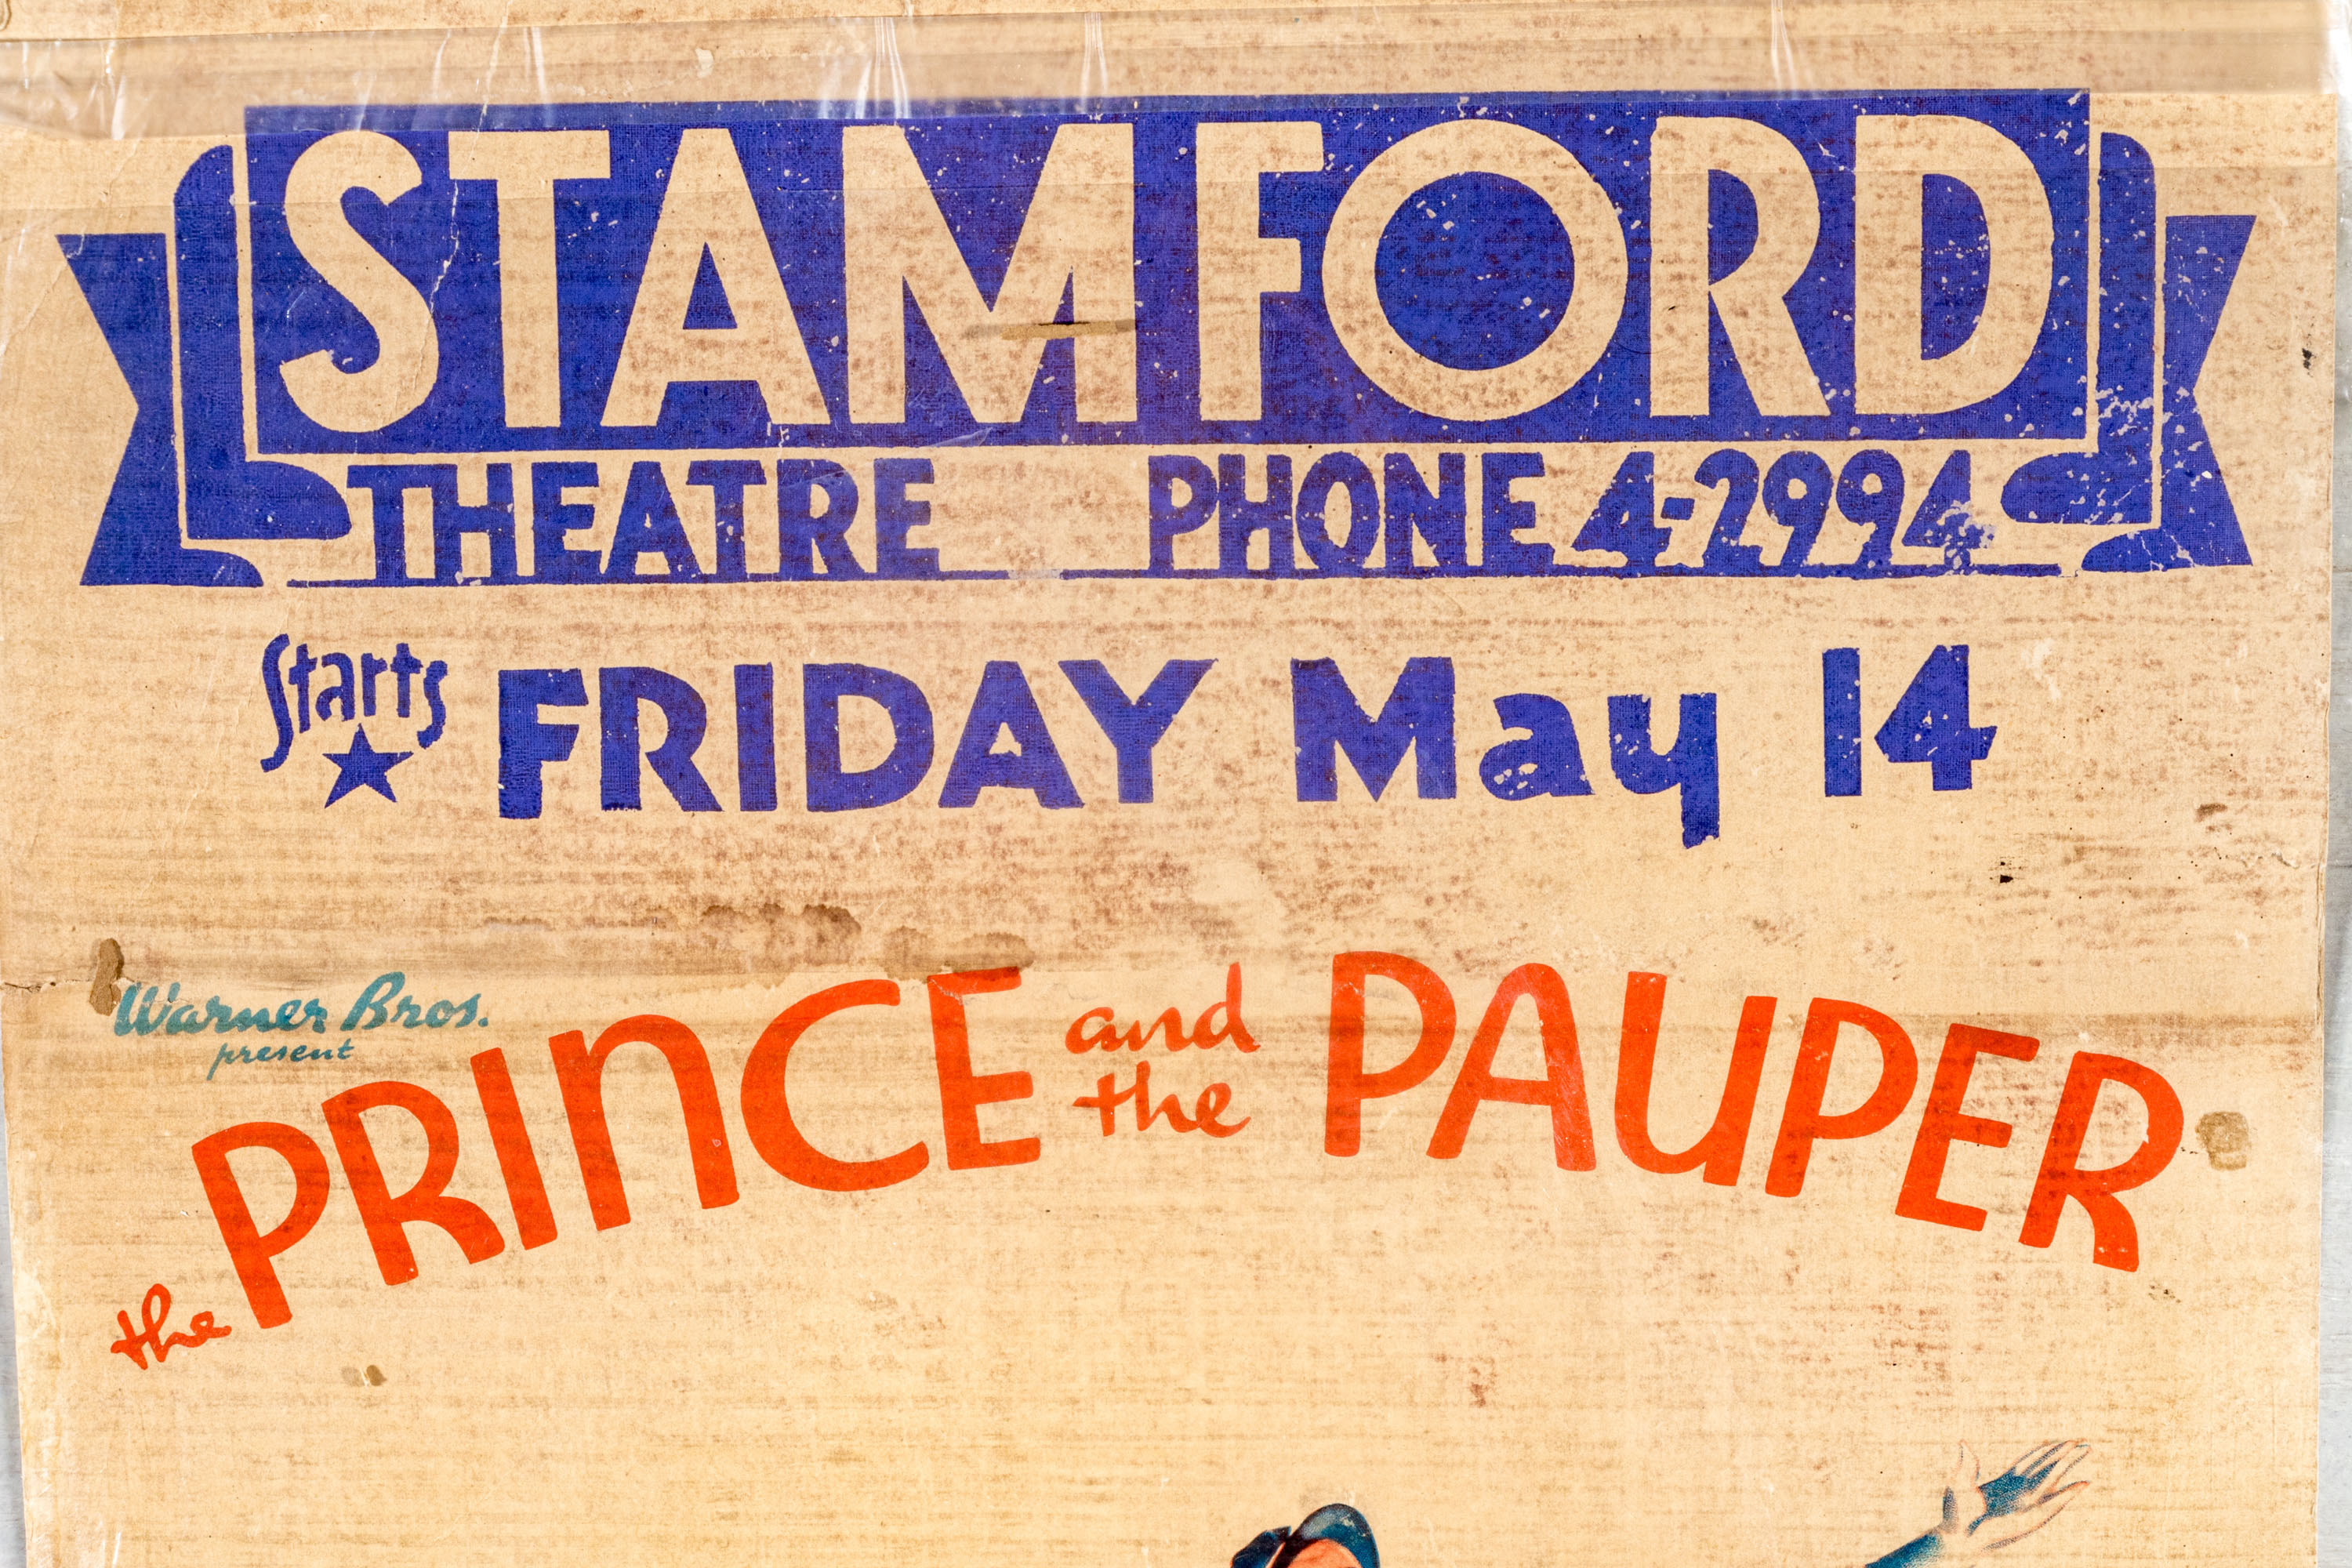 STAMFORD
THEATRE PHONE 4-2994
Starts FRIDAY May 14
Warner Bros.
present
the PRINCE and the PAUPER